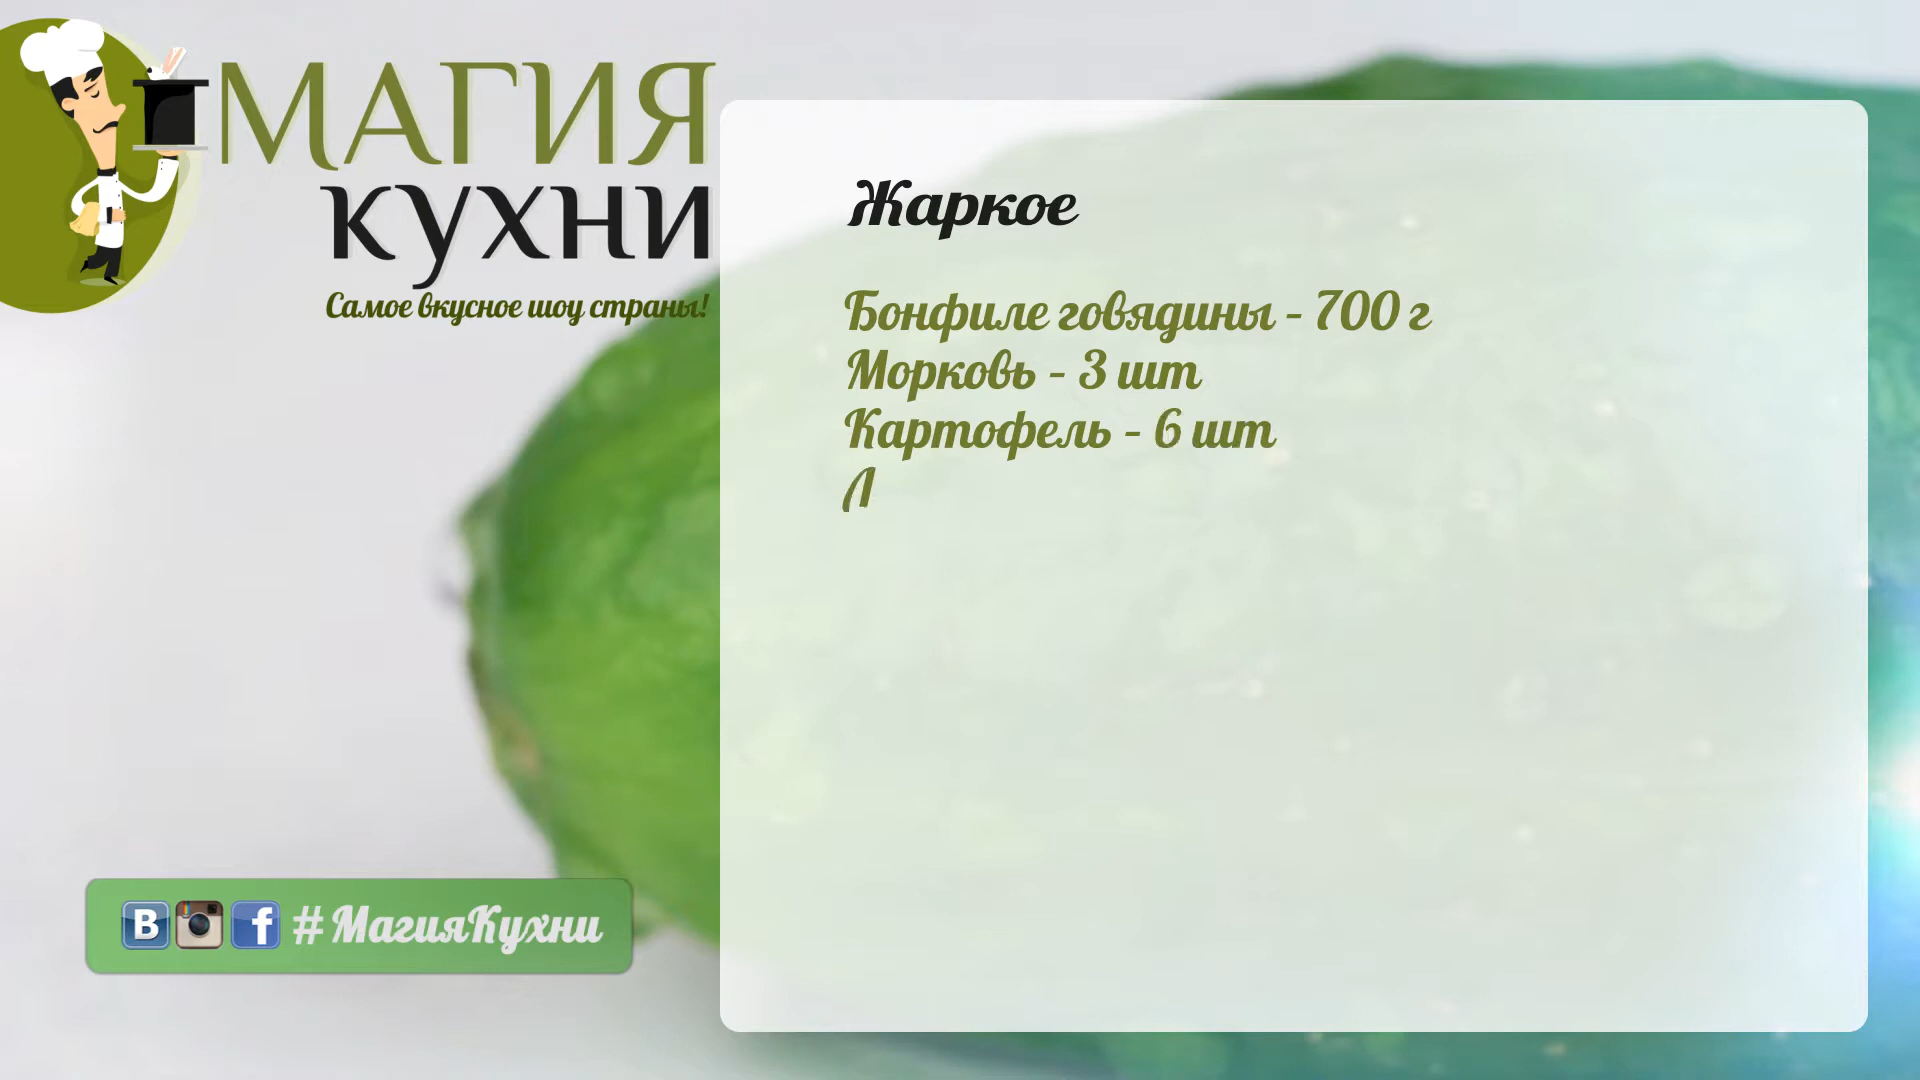 МАГИЯ
КУХНИ
Самое вкусное шоу страны!
Жаркое
Бонфиле говядины - 700 г
Морковь - 3 шт
Картофель - 6 шт
Л
B f #МагияКухни